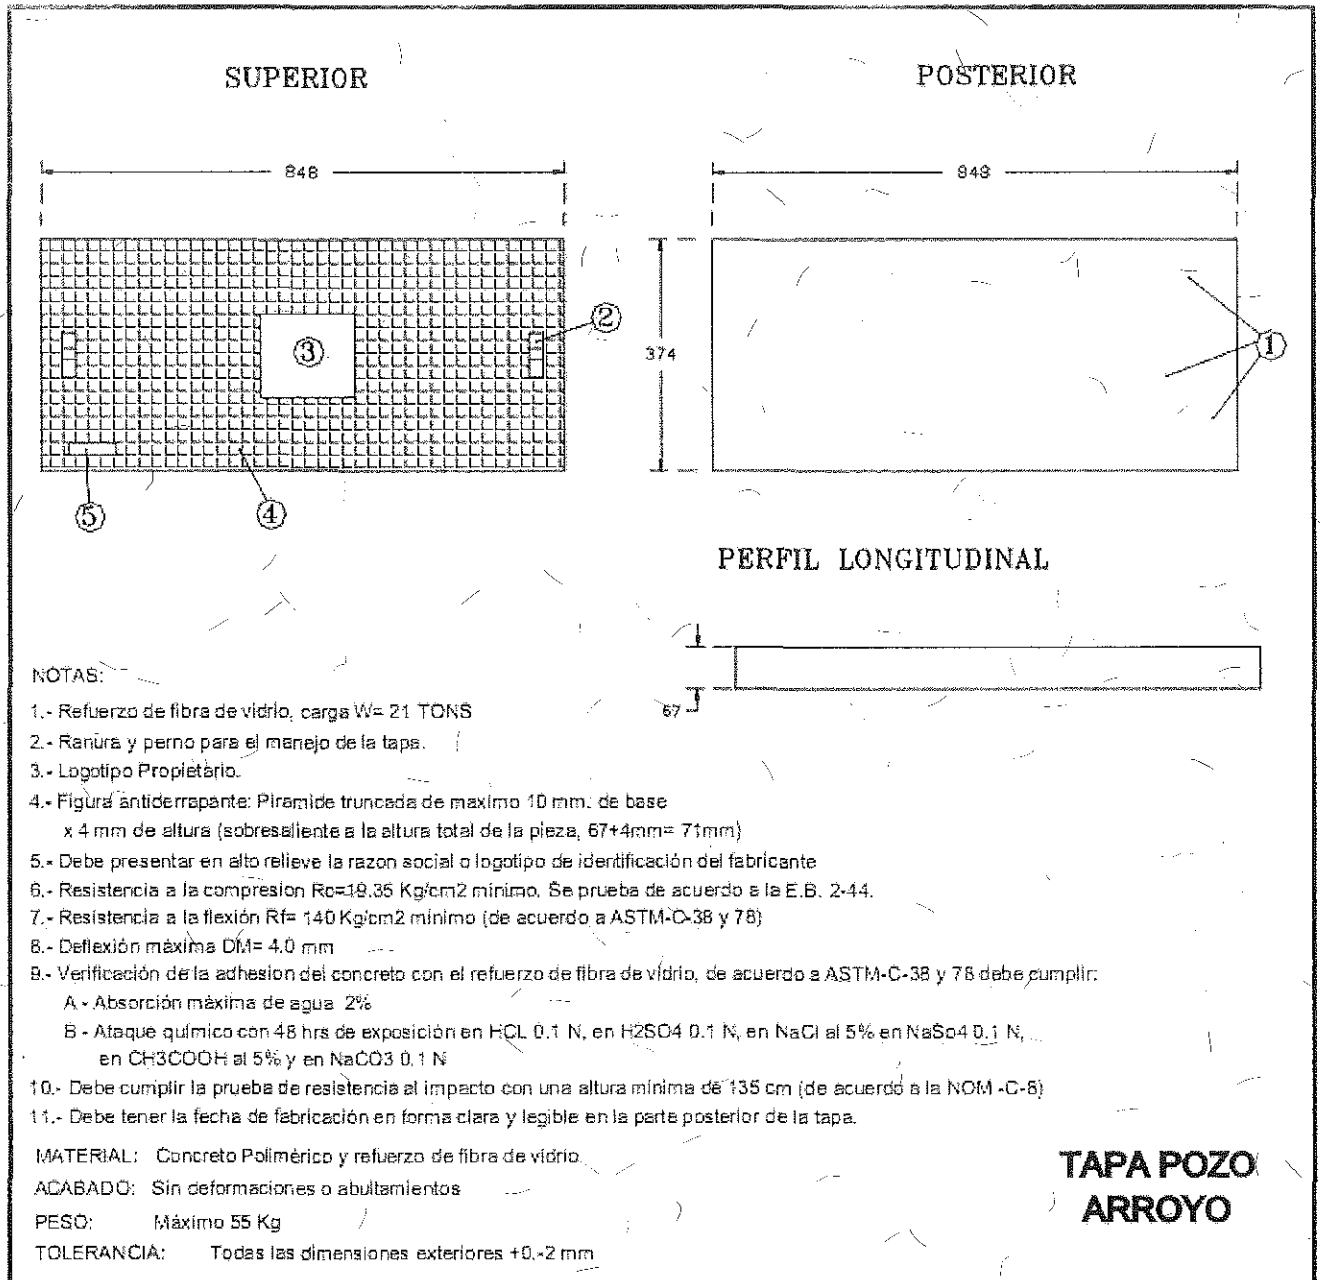 SUPERIOR
POSTERIOR
848
848
②
③
374
①
⑤
④
PERFIL LONGITUDINAL
67
NOTAS:
1.- Refuerzo de fibra de vidrio, carga W= 21 TONS
2.- Ranura y perno para el manejo de la tapa.
3.- Logotipo Propietario.
4.- Figura antiderrapante: Piramide truncada de maximo 10 mm. de base
x 4 mm de altura (sobresaliente a la altura total de la pieza, 67+4mm= 71mm)
5.- Debe presentar en alto relieve la razon social o logotipo de identificación del fabricante
6.- Resistencia a la compresion Rc=19.35 Kg/cm2 minimo. Se prueba de acuerdo a la E.B. 2-44.
7.- Resistencia a la flexión Rf= 140 Kg/cm2 minimo (de acuerdo a ASTM-C-38 y 78)
8.- Deflexión máxima DM= 4.0 mm
9.- Verificación de la adhesion del concreto con el refuerzo de fibra de vidrio, de acuerdo a ASTM-C-38 y 78 debe cumplir:
A - Absorción máxima de agua 2%
B - Ataque químico con 48 hrs de exposición en HCL 0.1 N, en H2SO4 0.1 N, en NaCl al 5% en NaSo4 0.1 N,
en CH3COOH al 5% y en NaCO3 0.1 N
10.- Debe cumplir la prueba de resistencia al impacto con una altura mínima de 135 cm (de acuerdo a la NOM -C-8)
11.- Debe tener la fecha de fabricación en forma clara y legible en la parte posterior de la tapa.
MATERIAL: Concreto Polimérico y refuerzo de fibra de vidrio.
ACABADO: Sin deformaciones o abultamientos
PESO: Máximo 55 Kg
TOLERANCIA: Todas las dimensiones exteriores +0,-2 mm
TAPA POZO
ARROYO